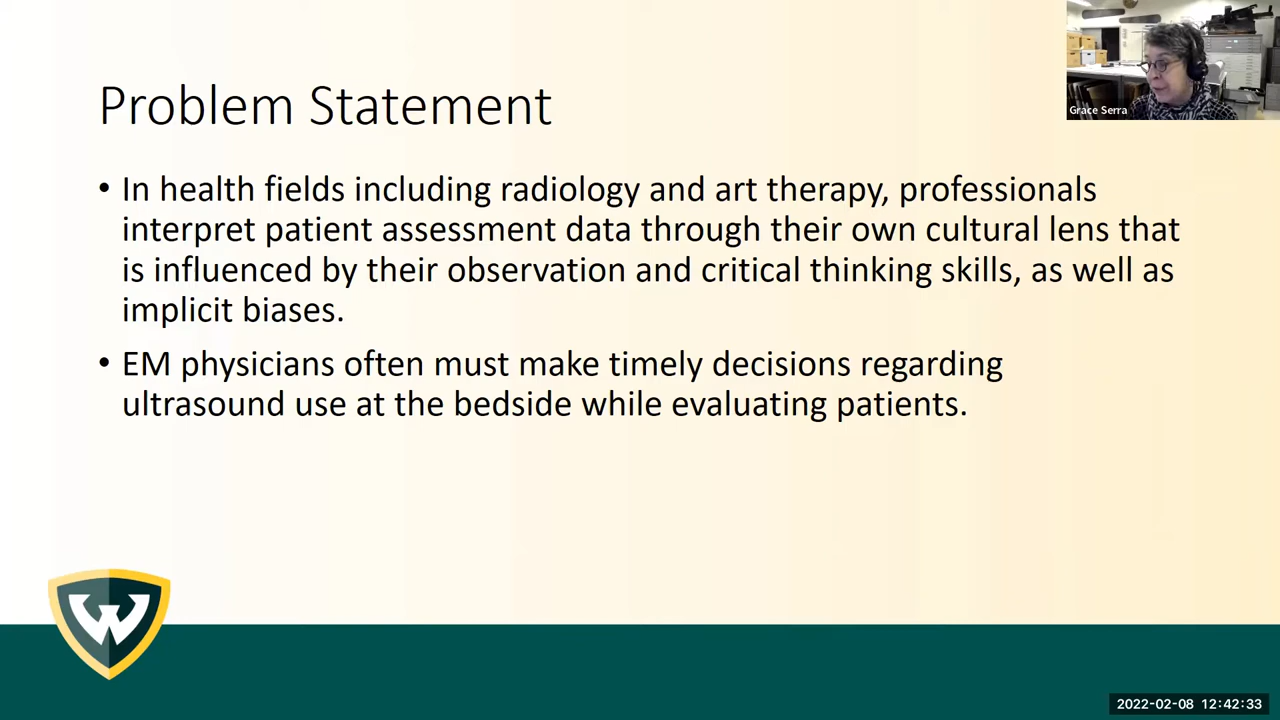 Problem Statement
Grace Serra
• In health fields including radiology and art therapy, professionals
interpret patient assessment data through their own cultural lens that
is influenced by their observation and critical thinking skills, as well as
implicit biases.
• EM physicians often must make timely decisions regarding
ultrasound use at the bedside while evaluating patients.
W
2022-02-08 12:42:33